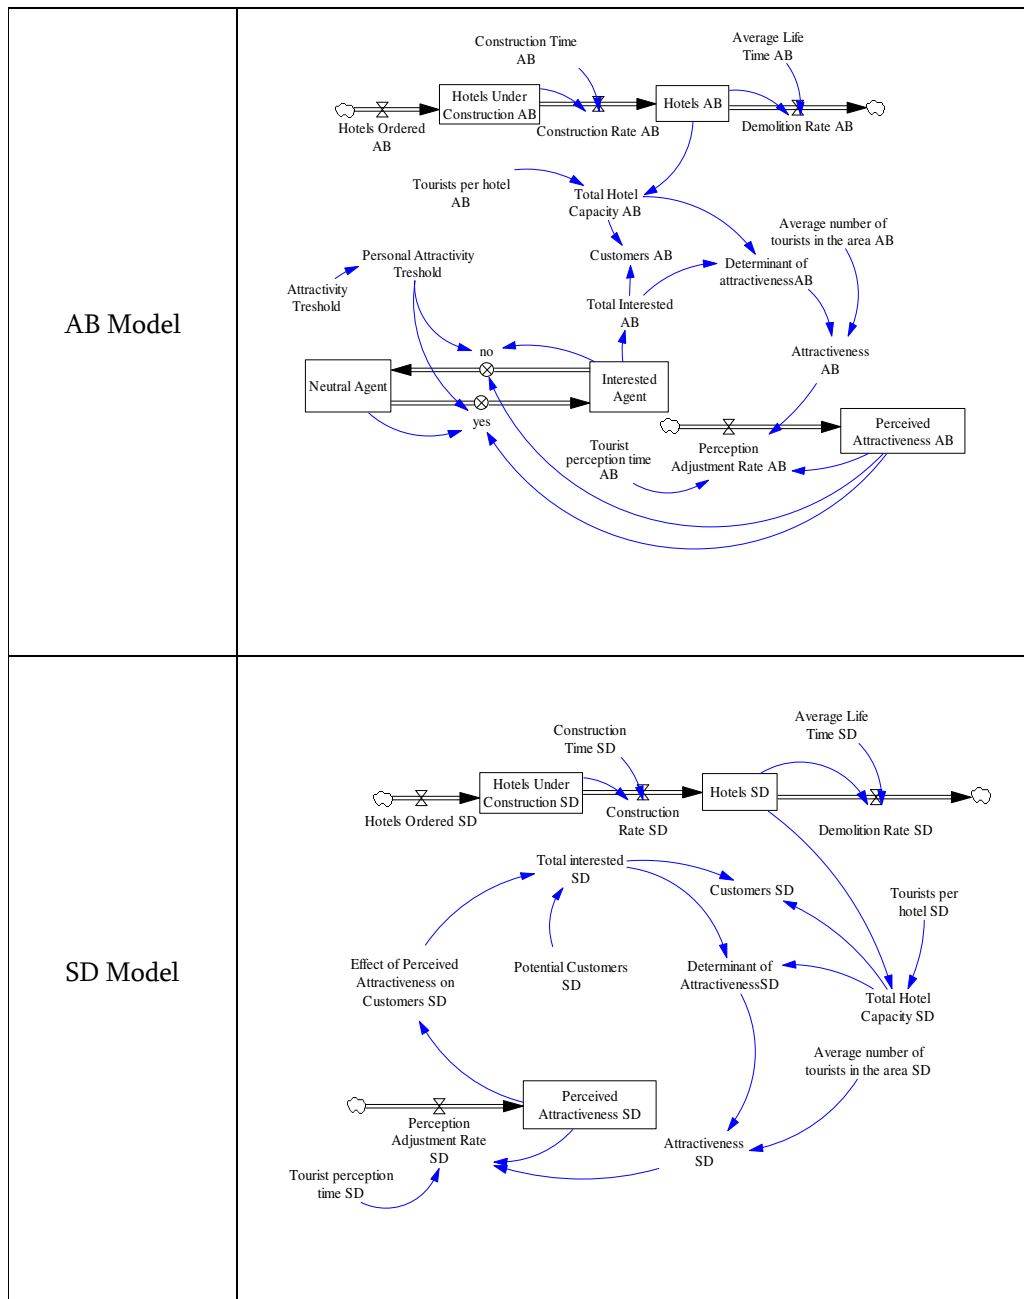 AB Model
Construction Time
AB
Average Life
Time AB
Hotels Under
Construction AB
Hotels AB
Hotels Ordered
AB
Construction Rate AB
Demolition Rate AB
Tourists per hotel
AB
Total Hotel
Capacity AB
Average number of
tourists in the area AB
Personal Attractivity
Treshold
Customers AB
Determinant of
attractivenessAB
Attractivity
Treshold
Total Interested
AB
no
Attractiveness
AB
Neutral Agent
Interested
Agent
yes
Perceived
Attractiveness AB
Tourist
perception time
AB
Perception
Adjustment Rate AB
SD Model
Construction
Time SD
Average Life
Time SD
Hotels Under
Construction SD
Hotels SD
Hotels Ordered SD
Construction
Rate SD
Demolition Rate SD
Total interested
SD
Customers SD
Tourists per
hotel SD
Effect of Perceived
Attractiveness on
Customers SD
Potential Customers
SD
Determinant of
AttractivenessSD
Total Hotel
Capacity SD
Average number of
tourists in the area SD
Perceived
Attractiveness SD
Perception
Adjustment Rate
SD
Attractiveness
SD
Tourist perception
time SD